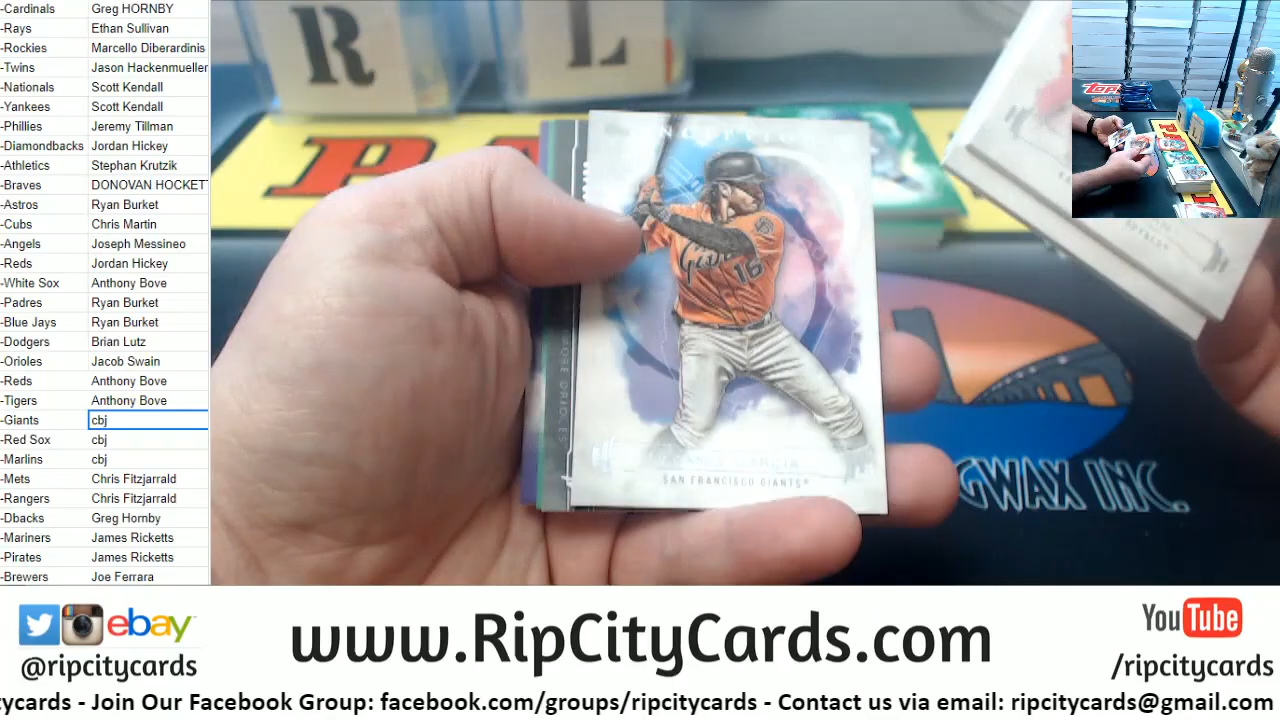 -Cardinals Greg HORNBY
-Rays Ethan Sullivan
-Rockies Marcello Diberardinis
-Twins Jason Hackenmueller
-Nationals Scott Kendall
-Yankees Scott Kendall
-Phillies Jeremy Tillman
-Diamondbacks Jordan Hickey
-Athletics Stephan Krutzik
-Braves DONOVAN HOCKETT
-Astros Ryan Burket
-Cubs Chris Martin
-Angels Joseph Messineo
-Reds Jordan Hickey
-White Sox Anthony Bove
-Padres Ryan Burket
-Blue Jays Ryan Burket
-Dodgers Brian Lutz
-Orioles Jacob Swain
-Reds Anthony Bove
-Tigers Anthony Bove
-Giants cbj
-Red Sox cbj
-Marlins cbj
-Mets Chris Fitzjarrald
-Rangers Chris Fitzjarrald
-Dbacks Greg Hornby
-Mariners James Ricketts
-Pirates James Ricketts
-Brewers Joe Ferrara
R L
16
SAN FRANCISCO GIANTS
GWAX INC.
ebay
@ripcitycards
www.RipCityCards.com
YouTube
/ripcitycards
tycards - Join Our Facebook Group: facebook.com/groups/ripcitycards - Contact us via email: ripcitycards@gmail.com